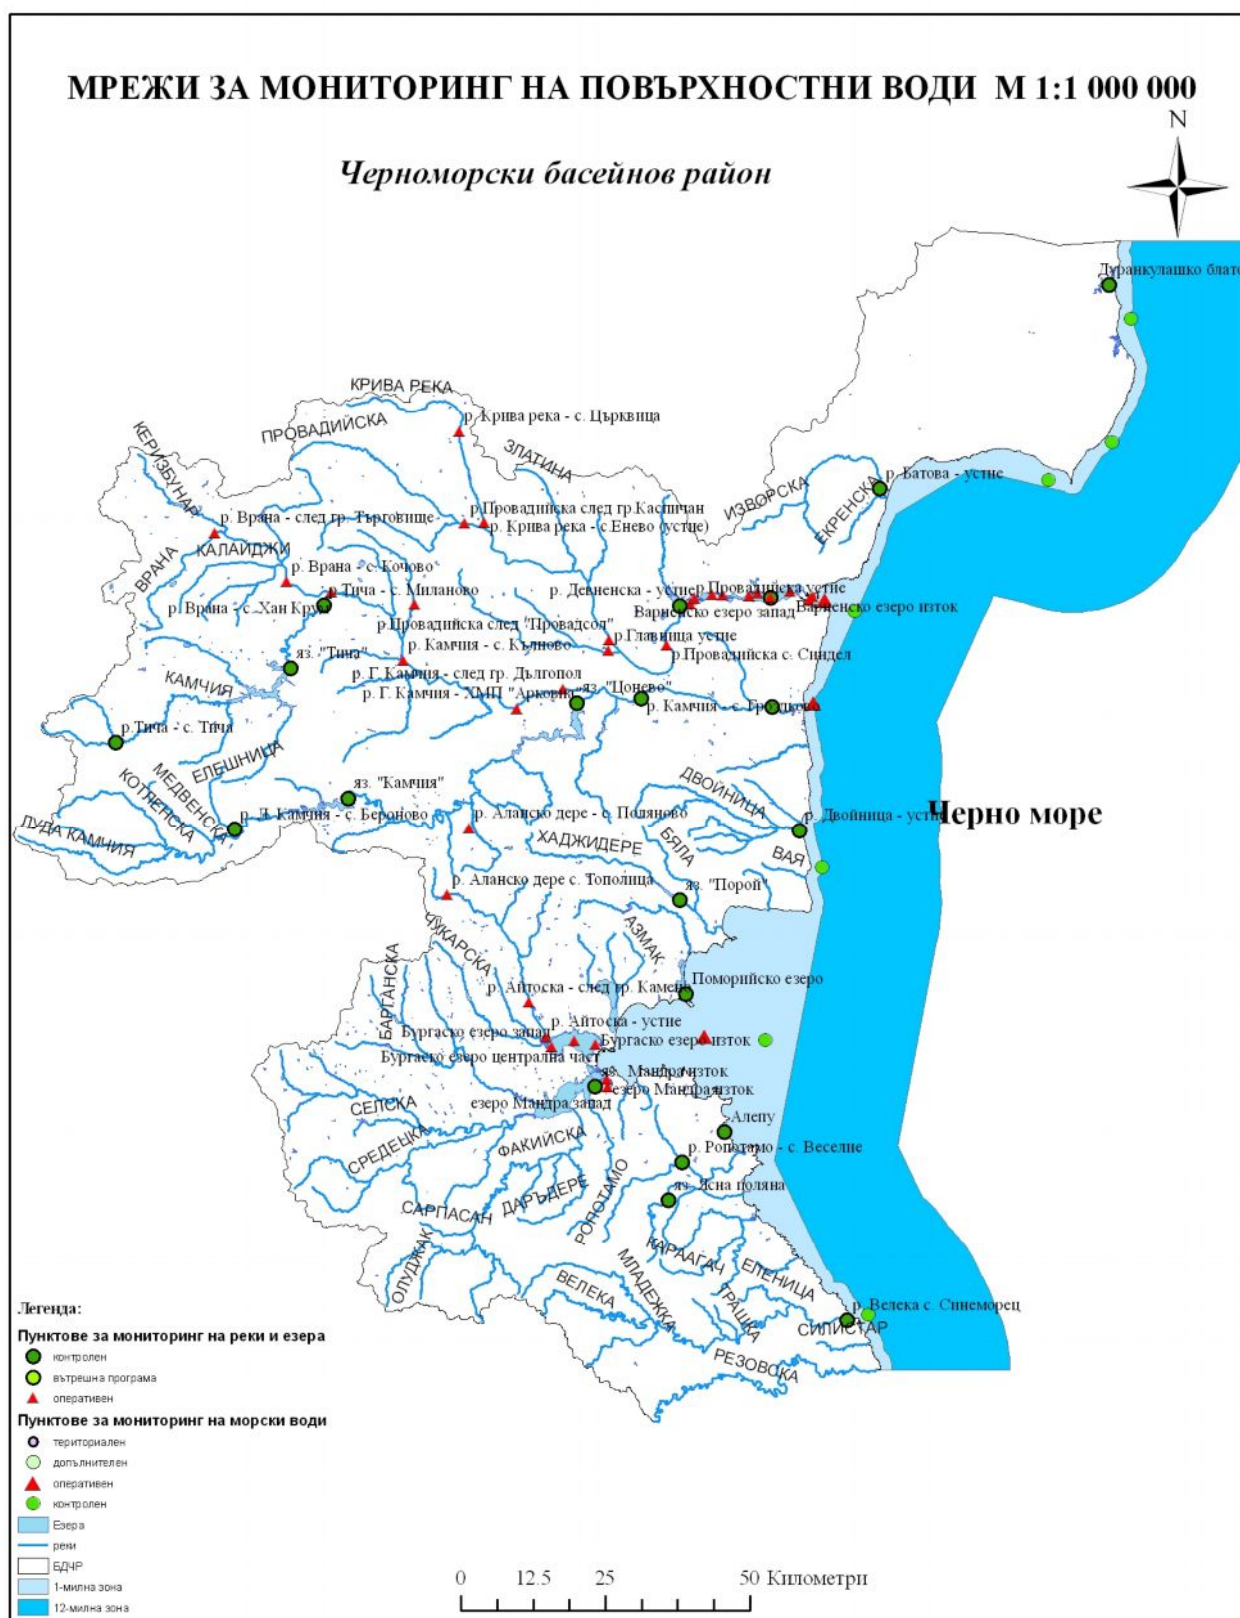 МРЕЖИ ЗА МОНИТОРИНГ НА ПОВЪРХНОСТНИ ВОДИ М 1:1 000 000
N
Черноморски басейнов район
Дуранкулашко блато
КРИВА РЕКА
р. Крива река - с. Църквица
ПРОВАДИЙСКА
КЕРИЗБУНАР
ЗЛАТИНА
ИЗВОРСКА
р. Батова - устие
ЕКРЕНСКА
р.Провадийска след гр.Каспичан
р. Врана - след гр. Търговище
р. Крива река - с.Енево (устие)
КАЛАЙДЖИ
ВРАНА
р. Врана - с. Кочово
р. Тича - с. Миланово
р. Девненска - устие
р. Провадийска устие
р. Врана - с. Хан Крум
Варненско езеро запад
Варненско езеро изток
р.Провадийска след "Провадсол"
р.Главница устие
р. Камчия - с. Кълново
р.Провадийска с. Синдел
яз. "Тича"
р. Г. Камчия - след гр. Дългопол
КАМЧИЯ
р. Г. Камчия - ХМП "Арковна"
яз. "Цонево"
р. Камчия - с. Гроздьово
р.Тича - с. Тича
ЕЛЕШНИЦА
МЕДВЕНСКА
КОТЛЕНСКА
яз. "Камчия"
ДВОЙНИЦА
Черно море
ЛУДА КАМЧИЯ
р. Л. Камчия - с. Бероново
р. Аланско дере - с. Поляново
р. Двойница - устие
ХАДЖИДЕРЕ
БЯЛА
ВАЯ
р. Аланско дере с. Тополица
яз. "Порой"
ЧУКАРСКА
АЗМАК
БАРГАНСКА
Поморийско езеро
р. Айтоска - след гр. Камено
р. Айтоска - устие
Бургаско езеро запад
Бургаско езеро изток
Бургаско езеро централна част
яз. Мандра изток
езеро Мандра изток
езеро Мандра запад
СЕЛСКА
Алепу
СРЕДЕЦКА
ФАКИЙСКА
р. Ропотамо - с. Веселие
яз. Ясна поляна
ДАРЪДЕРЕ
САРПАСАН
РОПОТАМО
ОЛУДЖАК
КАРААГАЧ
МЛАДЕЖКА
ЕЛЕНИЦА
ВЕЛЕКА
ТРАШКА
р. Велека с. Синеморец
СИЛИСТАР
РЕЗОВСКА
Легенда:
Пунктове за мониторинг на реки и езера
контролен
вътрешна програма
оперативен
Пунктове за мониторинг на морски води
териториален
допълнителен
оперативен
контролен
Езера
реки
БДЧР
1-милна зона
12-милна зона
0 12.5 25 50 Километри